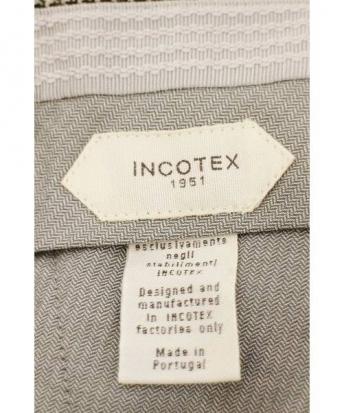 INCOTEX
1951
esclusivamente
negli
stabilimenti
INCOTEX
Designed and
manufactured
in INCOTEX
factories only
Made in
Portugal